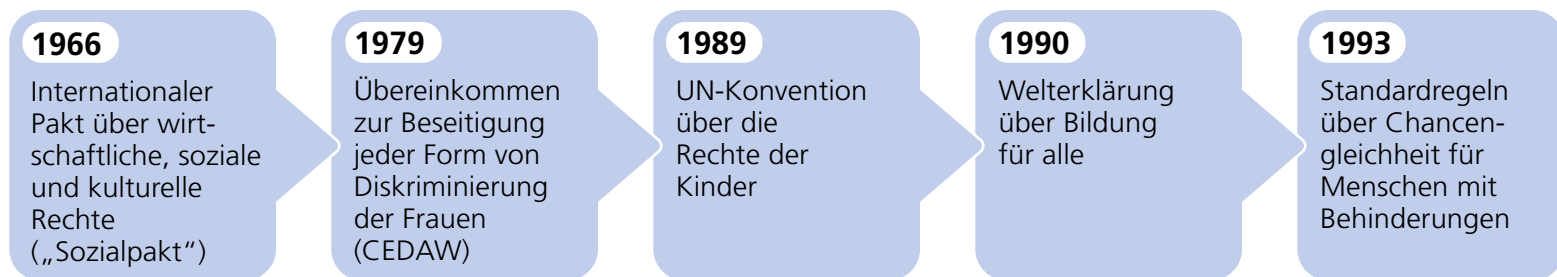 1966
Internationaler
Pakt über wirt-
schaftliche, soziale
und kulturelle
Rechte
(„Sozialpakt“)
1979
Übereinkommen
zur Beseitigung
jeder Form von
Diskriminierung
der Frauen
(CEDAW)
1989
UN-Konvention
über die
Rechte der
Kinder
1990
Welterklärung
über Bildung
für alle
1993
Standardregeln
über Chancen-
gleichheit für
Menschen mit
Behinderungen